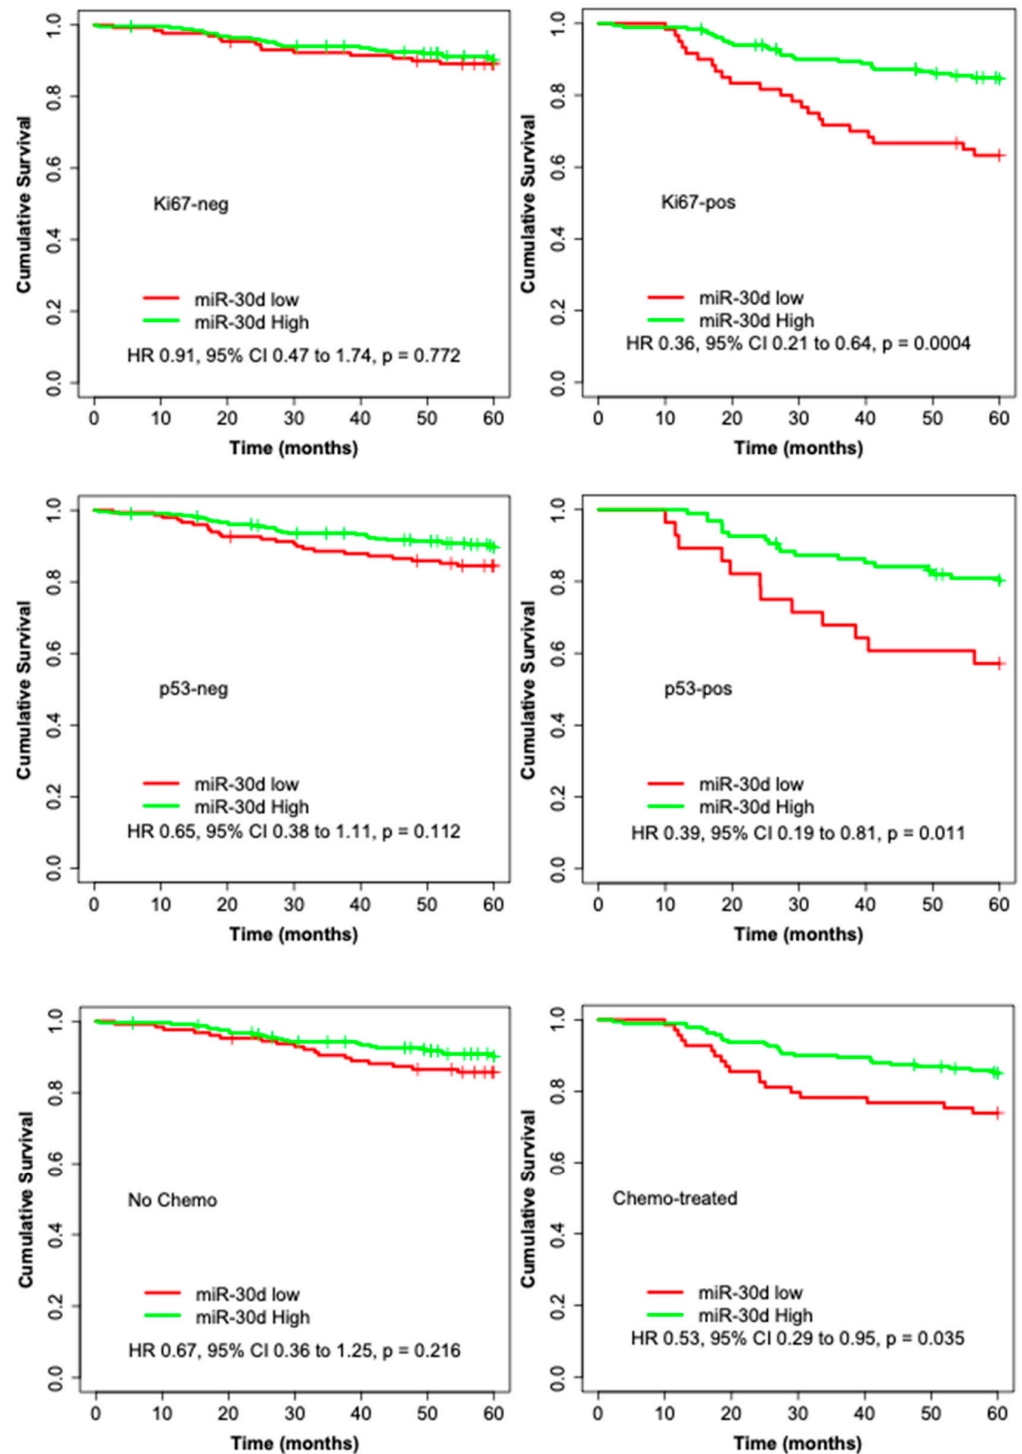 Cumulative Survival
1.0
0.8
0.6
0.4
0.2
0.0
Ki67-neg
miR-30d low
miR-30d High
HR 0.91, 95% CI 0.47 to 1.74, p = 0.772
0 10 20 30 40 50 60
Time (months)
Cumulative Survival
1.0
0.8
0.6
0.4
0.2
0.0
Ki67-pos
miR-30d low
miR-30d High
HR 0.36, 95% CI 0.21 to 0.64, p = 0.0004
0 10 20 30 40 50 60
Time (months)
Cumulative Survival
1.0
0.8
0.6
0.4
0.2
0.0
p53-neg
miR-30d low
miR-30d High
HR 0.65, 95% CI 0.38 to 1.11, p = 0.112
0 10 20 30 40 50 60
Time (months)
Cumulative Survival
1.0
0.8
0.6
0.4
0.2
0.0
p53-pos
miR-30d low
miR-30d High
HR 0.39, 95% CI 0.19 to 0.81, p = 0.011
0 10 20 30 40 50 60
Time (months)
Cumulative Survival
1.0
0.8
0.6
0.4
0.2
0.0
No Chemo
miR-30d low
miR-30d High
HR 0.67, 95% CI 0.36 to 1.25, p = 0.216
0 10 20 30 40 50 60
Time (months)
Cumulative Survival
1.0
0.8
0.6
0.4
0.2
0.0
Chemo-treated
miR-30d low
miR-30d High
HR 0.53, 95% CI 0.29 to 0.95, p = 0.035
0 10 20 30 40 50 60
Time (months)